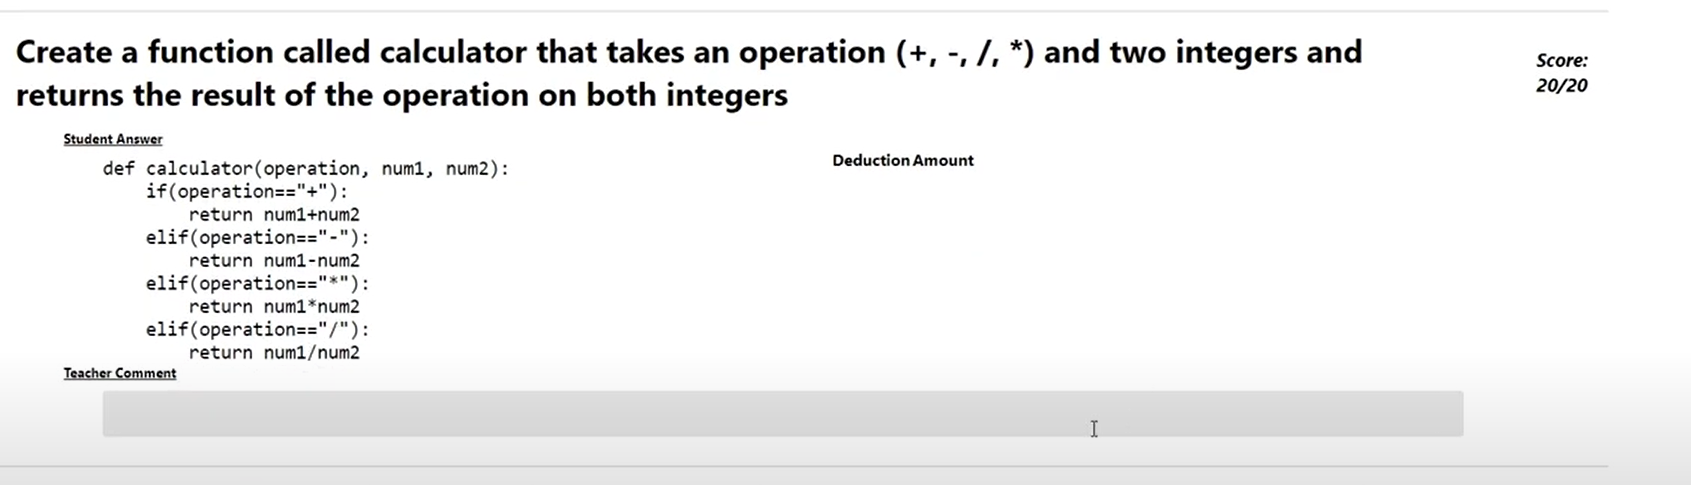 Create a function called calculator that takes an operation (+, -, /, *) and two integers and
returns the result of the operation on both integers
Score:
20/20
Student Answer
def calculator(operation, num1, num2):
    if(operation=="+"):
        return num1+num2
    elif(operation=="-"):
        return num1-num2
    elif(operation=="*"):
        return num1*num2
    elif(operation=="/"):
        return num1/num2
Deduction Amount
Teacher Comment